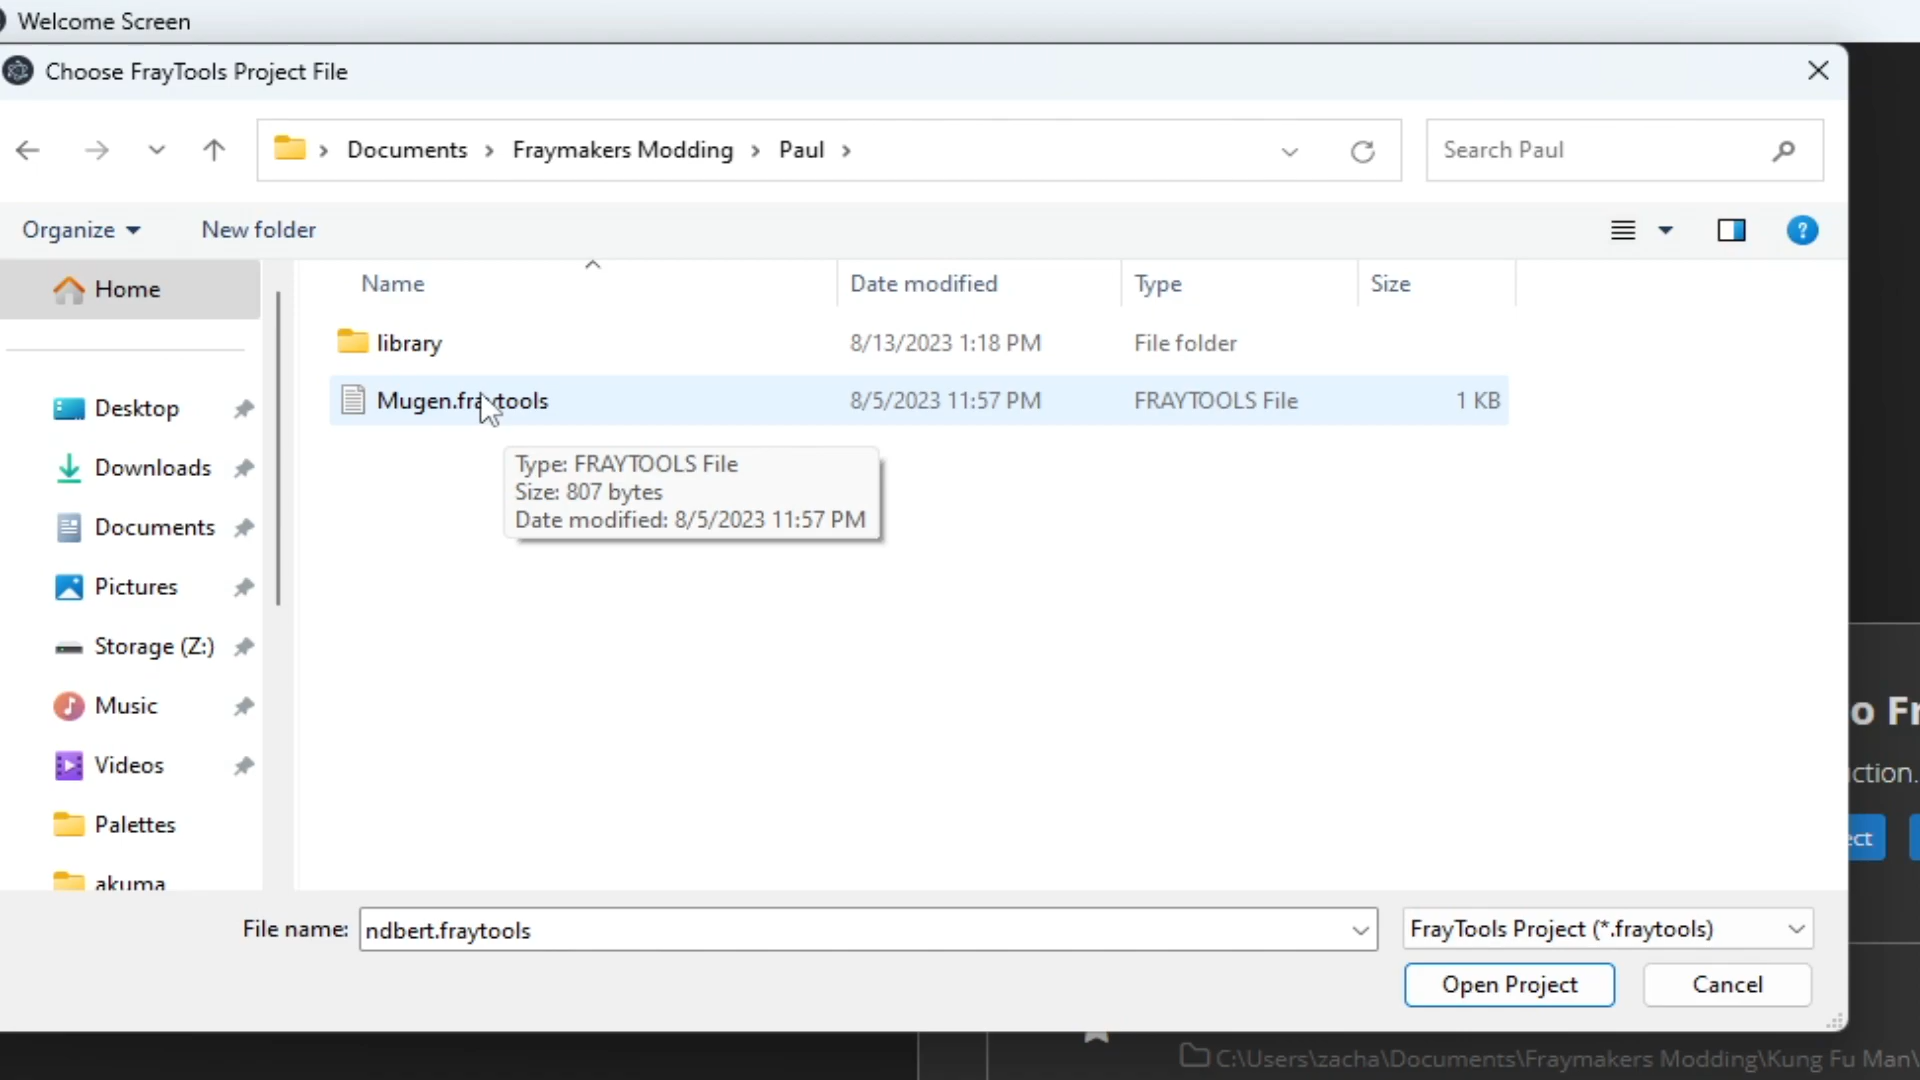 Welcome Screen
Choose FrayTools Project File
Documents > Fraymakers Modding > Paul >
Search Paul
Organize
New folder
?
Name
Date modified
Type
Size
Home
library
8/13/2023 1:18 PM
File folder
Mugen.fraytools
8/5/2023 11:57 PM
FRAYTOOLS File
1 KB
Type: FRAYTOOLS File
Size: 807 bytes
Date modified: 8/5/2023 11:57 PM
Desktop
Downloads
Documents
Pictures
Storage (Z:)
Music
Videos
Palettes
akuma
o Fr
ction.
ect
File name:
ndbert.fraytools
FrayTools Project (*.fraytools)
Open Project
Cancel
C:\Users\zacha\Documents\Fraymakers Modding\Kung Fu Man\